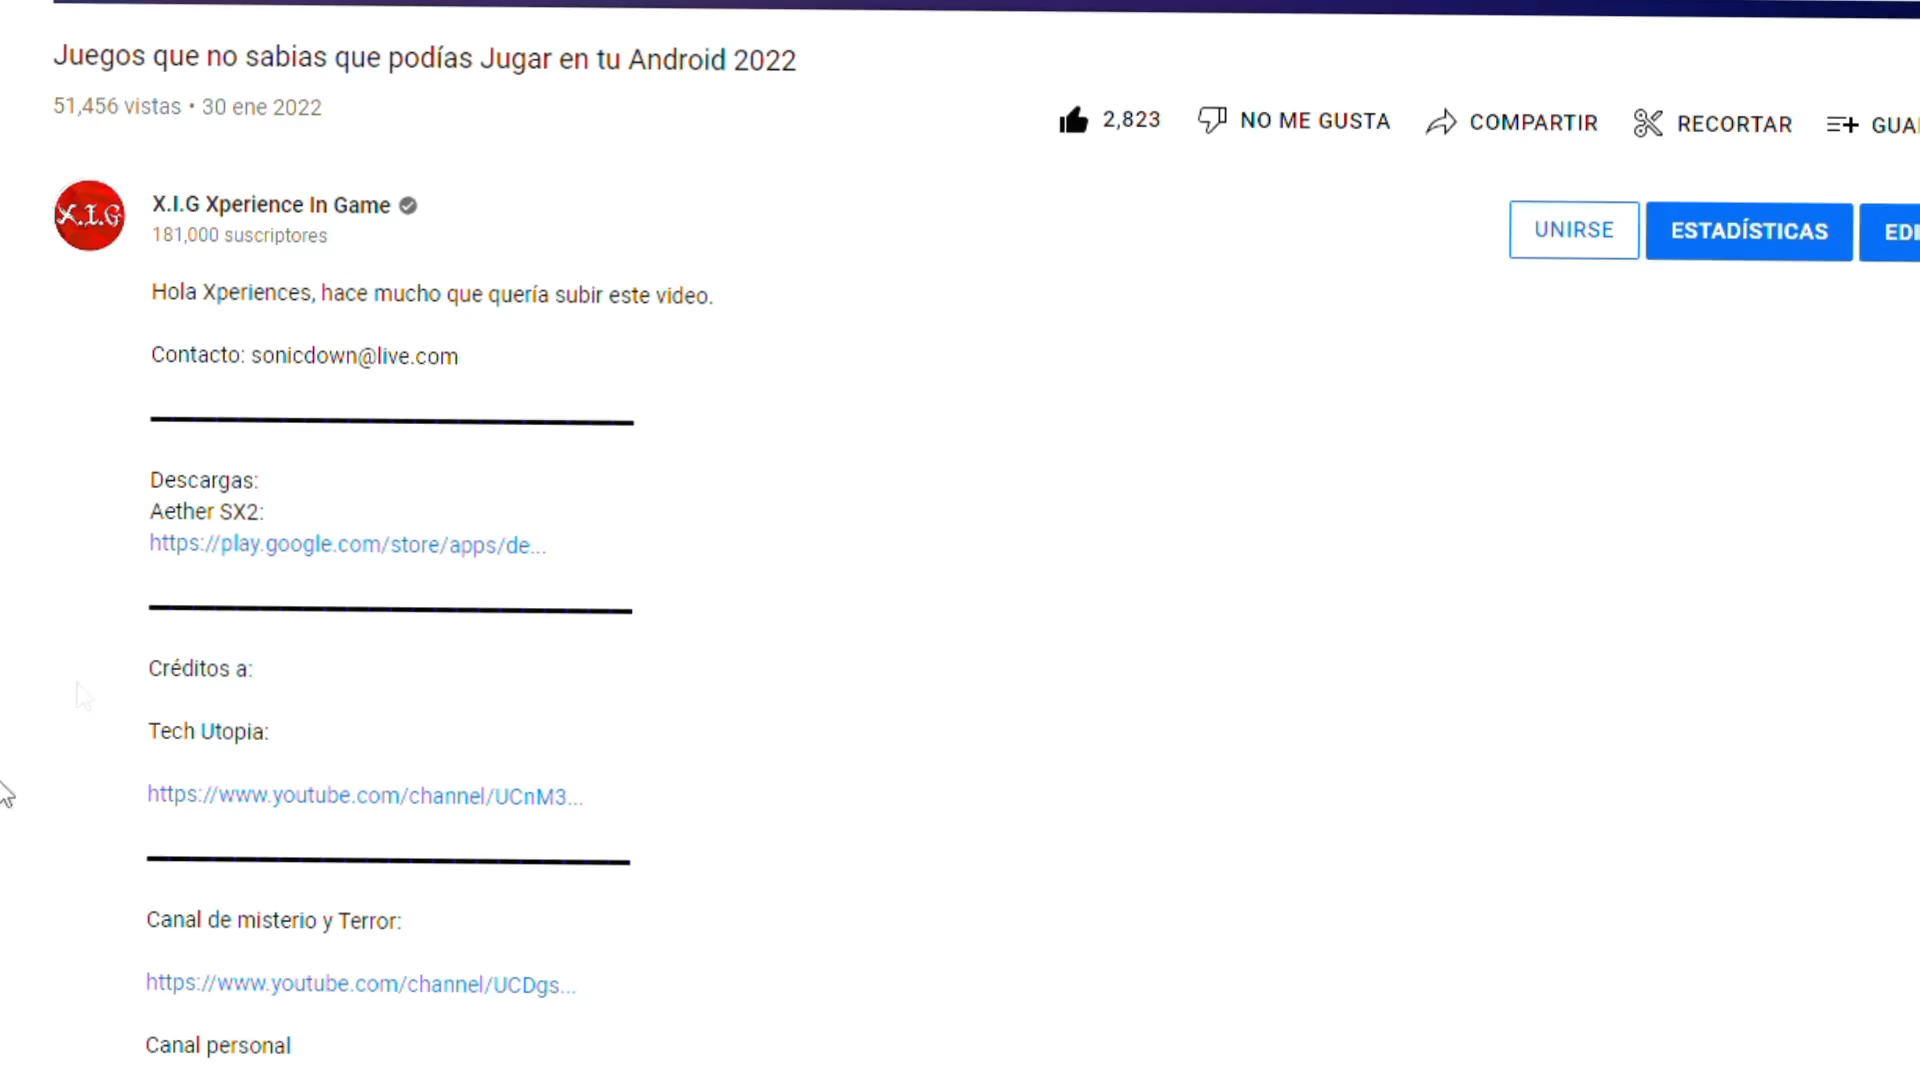 Juegos que no sabias que podías Jugar en tu Android 2022
51,456 vistas • 30 ene 2022
2,823 NO ME GUSTA COMPARTIR RECORTAR
X.I.G
X.I.G Xperience In Game
181,000 suscriptores
UNIRSE ESTADÍSTICAS
Hola Xperiences, hace mucho que quería subir este video.
Contacto: sonicdown@live.com
Descargas:
Aether SX2:
https://play.google.com/store/apps/de...
Créditos a:
Tech Utopia:
https://www.youtube.com/channel/UCnM3...
Canal de misterio y Terror:
https://www.youtube.com/channel/UCDgs...
Canal personal